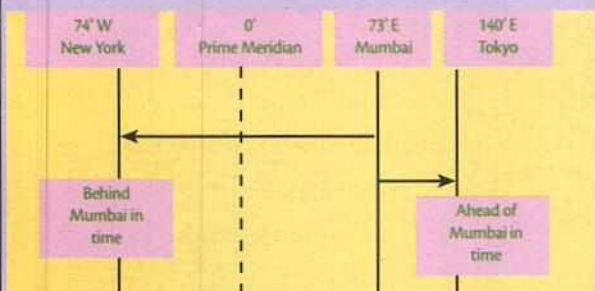 74° W
New York
0°
Prime Meridian
73° E
Mumbai
140° E
Tokyo
Behind
Mumbai in
time
Ahead of
Mumbai in
time